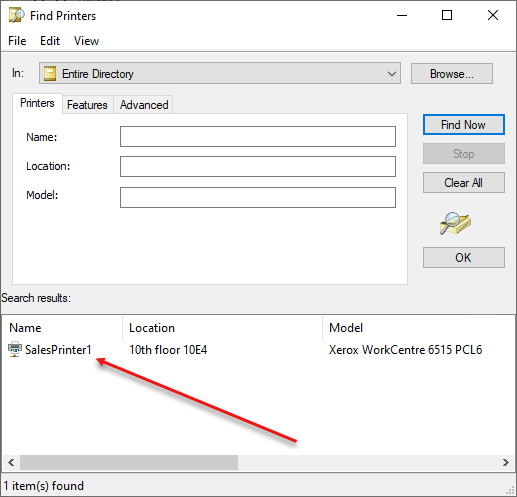 Find Printers
File Edit View
In: Entire Directory Browse...
Printers Features Advanced
Name:
Location:
Model:
Find Now
Stop
Clear All
OK
Search results:
Name Location Model
SalesPrinter1 10th floor 10E4 Xerox WorkCentre 6515 PCL6
1 item(s) found